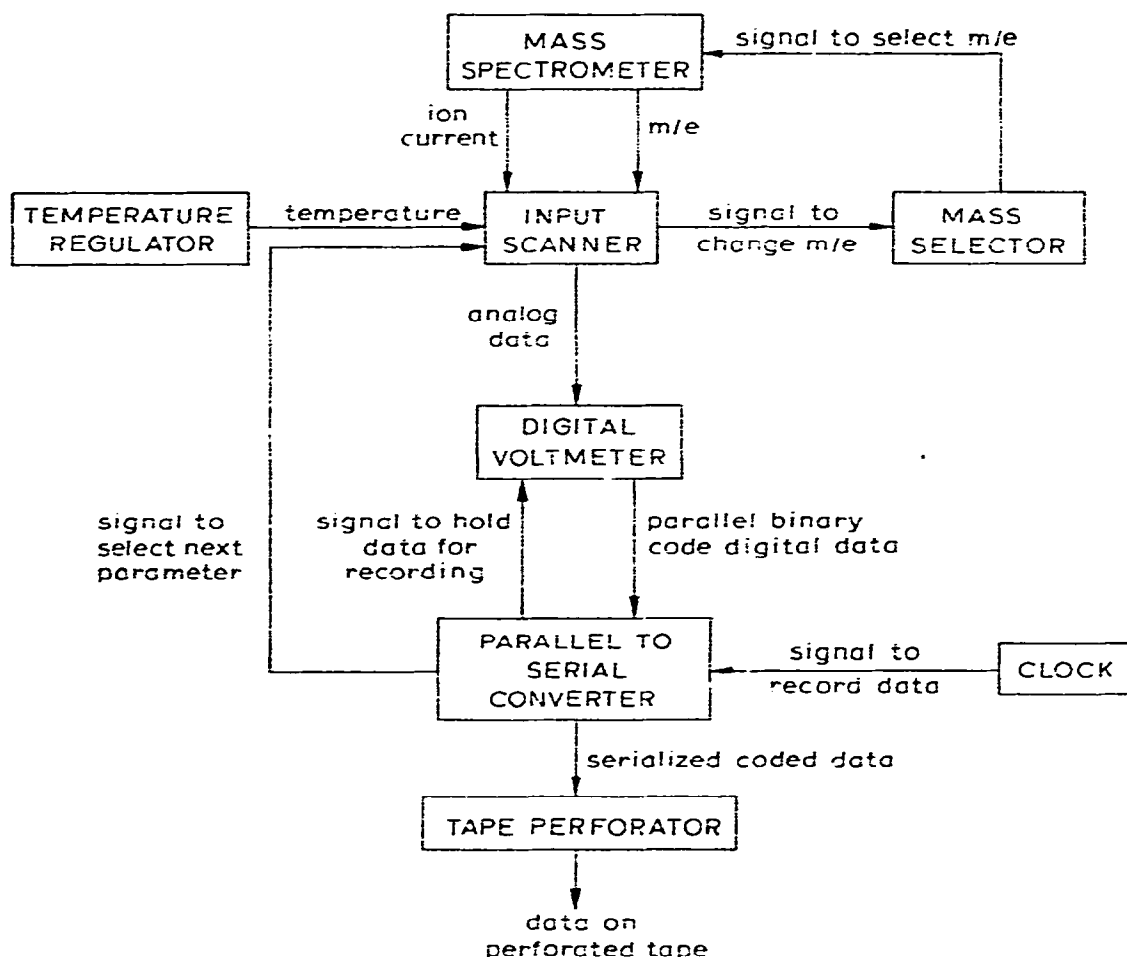 MASS
SPECTROMETER
signal to select m/e
ion
current
m/e
TEMPERATURE
REGULATOR
temperature
INPUT
SCANNER
signal to
change m/e
MASS
SELECTOR
analog
data
DIGITAL
VOLTMETER
signal to
select next
parameter
signal to hold
data for
recording
parallel binary
code digital data
PARALLEL TO
SERIAL
CONVERTER
signal to
record data
CLOCK
serialized coded data
TAPE PERFORATOR
data on
perforated tape